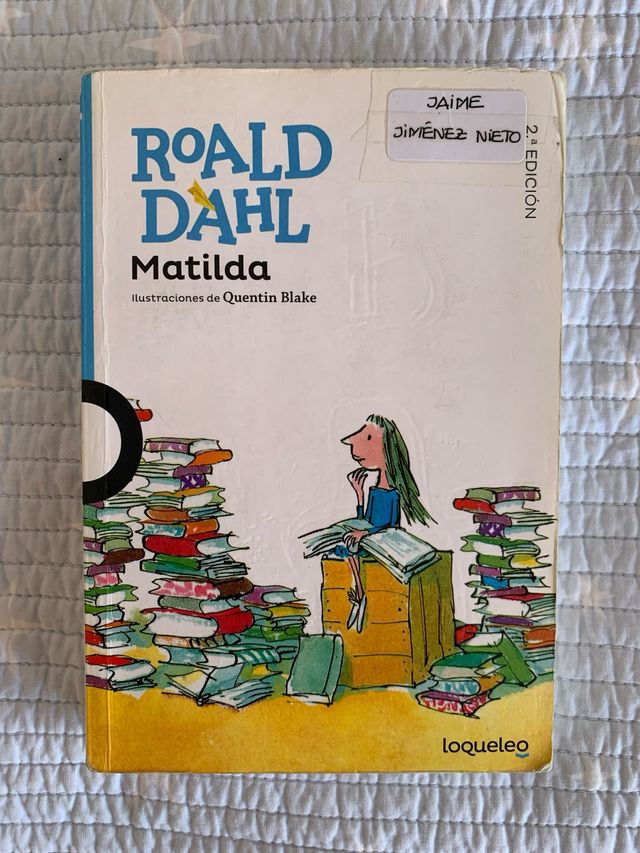 JAIME
JIMÉNEZ NIETO
2.ª EDICIÓN
ROALD
DAHL
Matilda
Ilustraciones de Quentin Blake
loqueleo